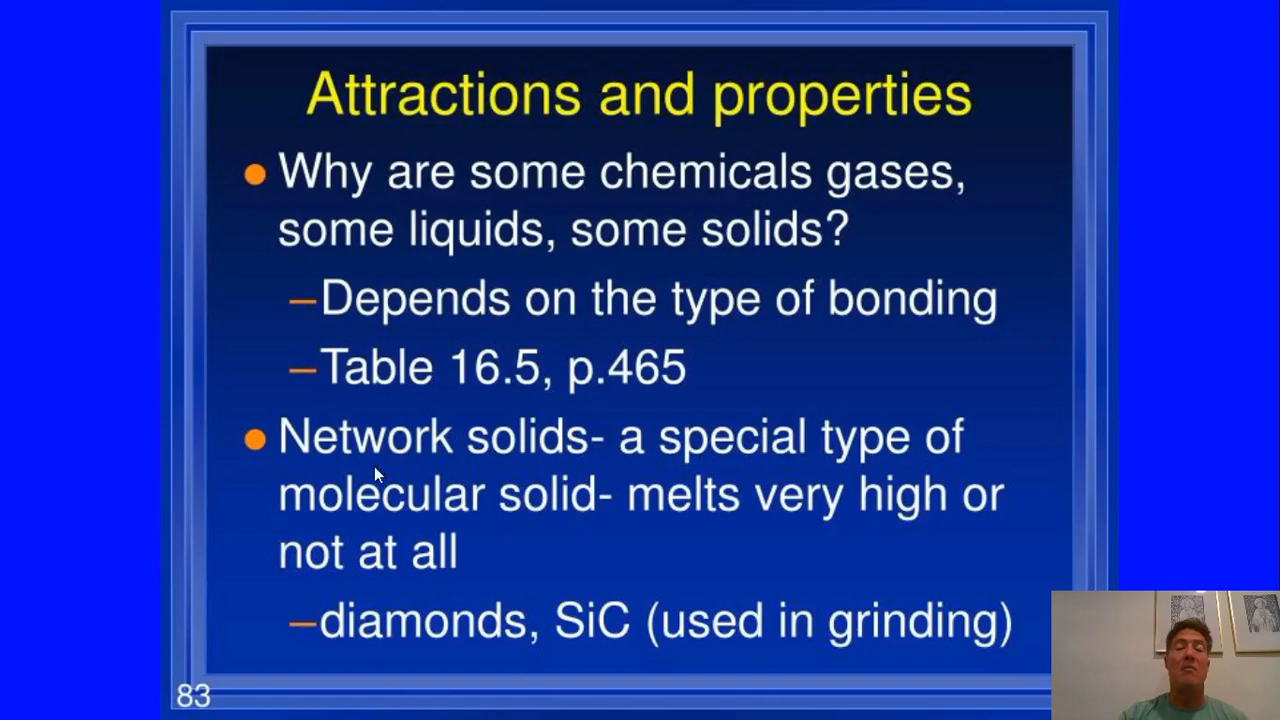 Attractions and properties
Why are some chemicals gases,
some liquids, some solids?
–Depends on the type of bonding
–Table 16.5, p.465
Network solids- a special type of
molecular solid- melts very high or
not at all
–diamonds, SiC (used in grinding)
83